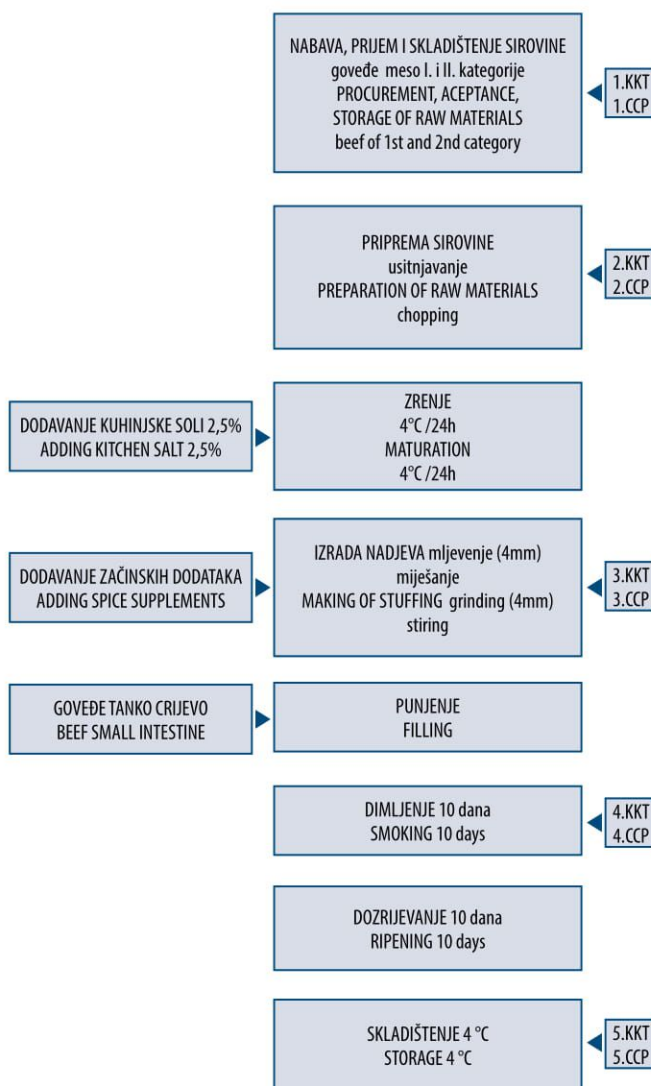 NABAVA, PRIJEM I SKLADIŠTENJE SIROVINE
goveđe meso I. i II. kategorije
PROCUREMENT, ACEPTANCE,
STORAGE OF RAW MATERIALS
beef of 1st and 2nd category
1.KKT
1.CCP
PRIPREMA SIROVINE
usitnjavanje
PREPARATION OF RAW MATERIALS
chopping
2.KKT
2.CCP
DODAVANJE KUHINJSKE SOLI 2,5%
ADDING KITCHEN SALT 2,5%
ZRENJE
4°C /24h
MATURATION
4°C /24h
DODAVANJE ZAČINSKIH DODATAKA
ADDING SPICE SUPPLEMENTS
IZRADA NADJEVA mljevenje (4mm)
miješanje
MAKING OF STUFFING grinding (4mm)
stiring
3.KKT
3.CCP
GOVEĐE TANKO CRIJEVO
BEEF SMALL INTESTINE
PUNJENJE
FILLING
DIMLJENJE 10 dana
SMOKING 10 days
4.KKT
4.CCP
DOZRIJEVANJE 10 dana
RIPENING 10 days
SKLADIŠTENJE 4 °C
STORAGE 4 °C
5.KKT
5.CCP